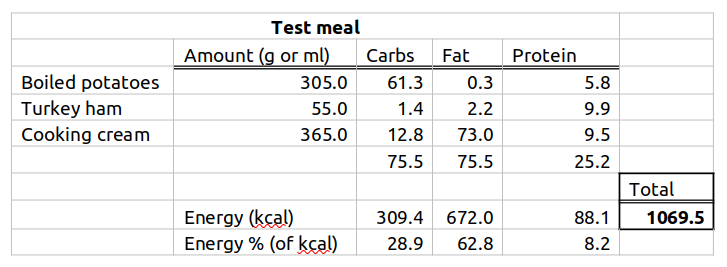 Test meal
Amount (g or ml) Carbs Fat Protein
Boiled potatoes 305.0 61.3 0.3 5.8
Turkey ham 55.0 1.4 2.2 9.9
Cooking cream 365.0 12.8 73.0 9.5
75.5 75.5 25.2
Total
Energy (kcal) 309.4 672.0 88.1 1069.5
Energy % (of kcal) 28.9 62.8 8.2